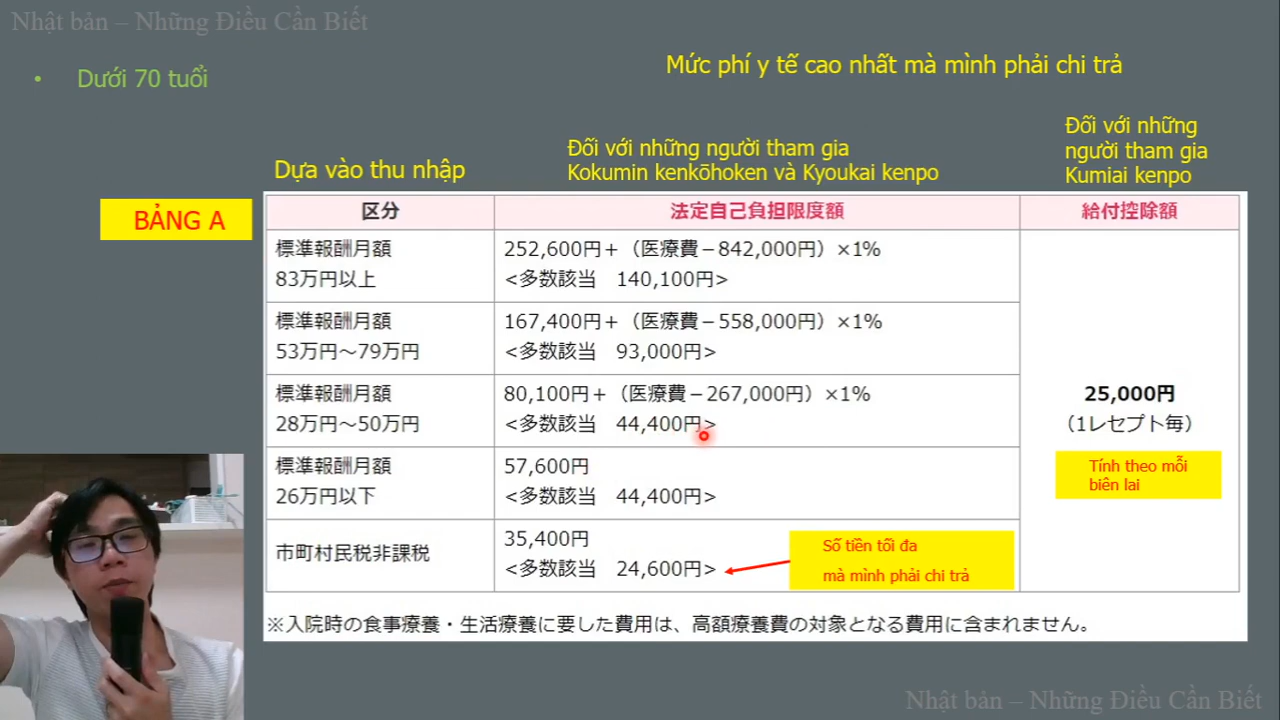 Nhật bản – Những Điều Cần Biết
• Dưới 70 tuổi
Mức phí y tế cao nhất mà mình phải chi trả
Dựa vào thu nhập
Đối với những người tham gia
Kokumin kenkōhoken và Kyoukai kenpo
Đối với những
người tham gia
Kumiai kenpo
BẢNG A
区分
法定自己負担限度額
給付控除額
標準報酬月額
83万円以上
252,600円+(医療費-842,000円)×1%
<多数該当 140,100円>
標準報酬月額
53万円～79万円
167,400円+(医療費-558,000円)×1%
<多数該当 93,000円>
標準報酬月額
28万円～50万円
80,100円+(医療費-267,000円)×1%
<多数該当 44,400円>
25,000円
(1レセプト毎)
Tính theo mỗi
biên lai
標準報酬月額
26万円以下
57,600円
<多数該当 44,400円>
市町村民税非課税
35,400円
<多数該当 24,600円>
Số tiền tối đa
mà mình phải chi trả
※入院時の食事療養・生活療養に要した費用は、高額療養費の対象となる費用に含まれません。
Nhật bản – Những Điều Cần Biết